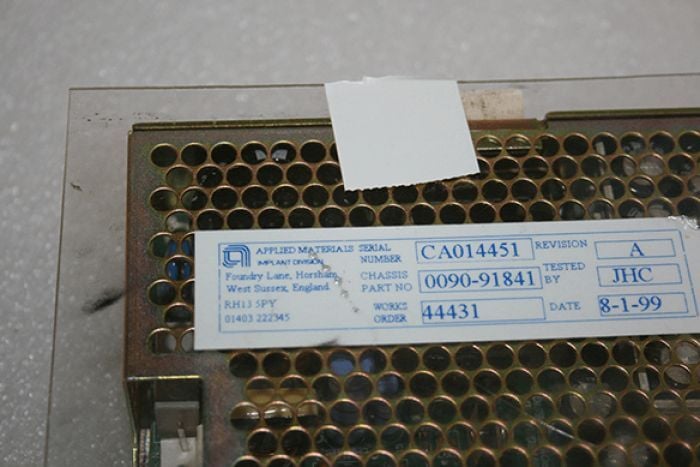 APPLIED MATERIALS
IMPLANT DIVISION
Foundry Lane, Horsham,
West Sussex, England
RH13 5PY
01403 222345
SERIAL NUMBER CA014451
CHASSIS PART NO 0090-91841
WORKS ORDER 44431
REVISION A
TESTED BY JHC
DATE 8-1-99